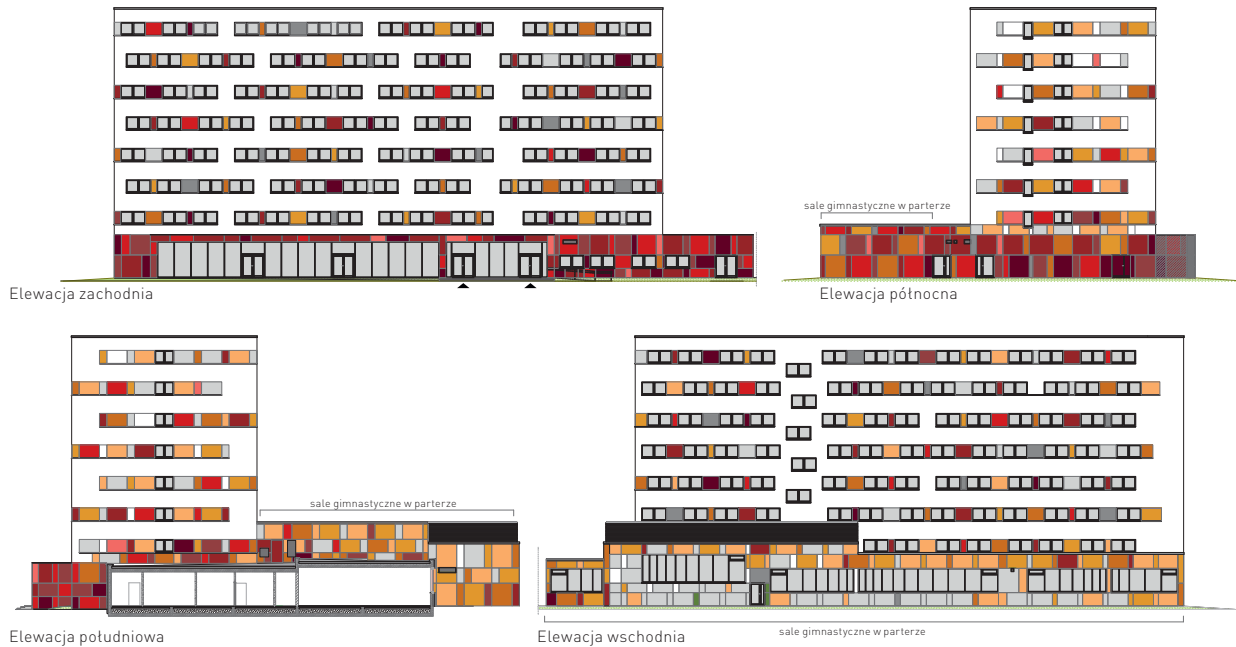 sale gimnastyczne w parterze
Elewacja zachodnia
Elewacja północna
sale gimnastyczne w parterze
Elewacja południowa
Elewacja wschodnia
sale gimnastyczne w parterze